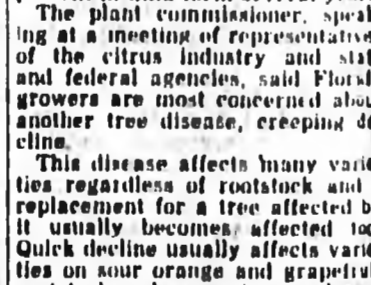 The plant commissioner, speak
ing at a meeting of representative
of the citrus industry and stat
and federal agencies, said Florid
growers are most concerned abou
another tree disease, creeping de
cline.
This disease affects many varie
ties regardless of rootstock and
replacement for a tree affected b
it usually becomes affected too
Quick decline usually affects varie
ties on sour orange and grapefrui